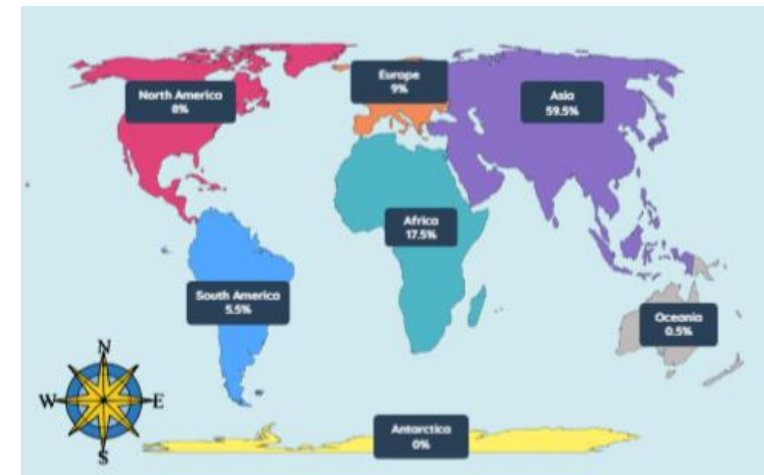 North America
8%
Europe
9%
Asia
59.5%
Africa
17.5%
South America
5.5%
Oceania
0.5%
N
W
E
S
Antarctica
0%